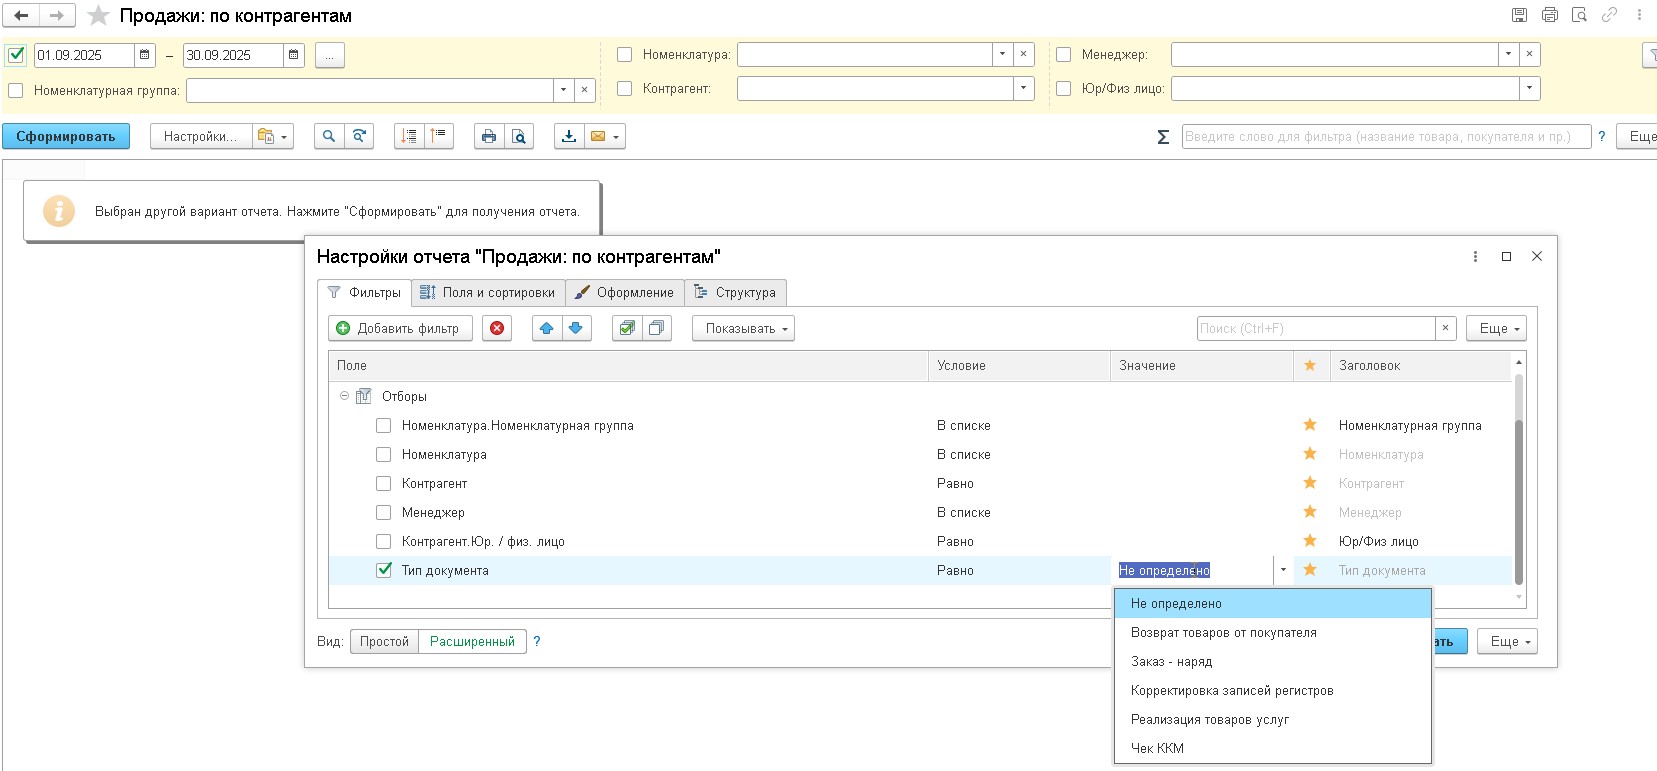 Продажи: по контрагентам
01.09.2025 – 30.09.2025 ... Номенклатура: Менеджер:
Номенклатурная группа: Контрагент: Юр/Физ лицо:
Сформировать Настройки... Введите слово для фильтра (название товара, покупателя и пр.) ? Еще
Выбран другой вариант отчета. Нажмите "Сформировать" для получения отчета.
Настройки отчета "Продажи: по контрагентам"
Фильтры Поля и сортировки Оформление Структура
Добавить фильтр Показывать Поиск (Ctrl+F) Еще
Поле Условие Значение Заголовок
Отборы
Номенклатура.Номенклатурная группа В списке Номенклатурная группа
Номенклатура В списке Номенклатура
Контрагент Равно Контрагент
Менеджер В списке Менеджер
Контрагент.Юр. / физ. лицо Равно Юр/Физ лицо
Тип документа Равно Не определено Тип документа
Не определено
Возврат товаров от покупателя
Вид: Простой Расширенный ? ать Еще
Заказ - наряд
Корректировка записей регистров
Реализация товаров услуг
Чек ККМ